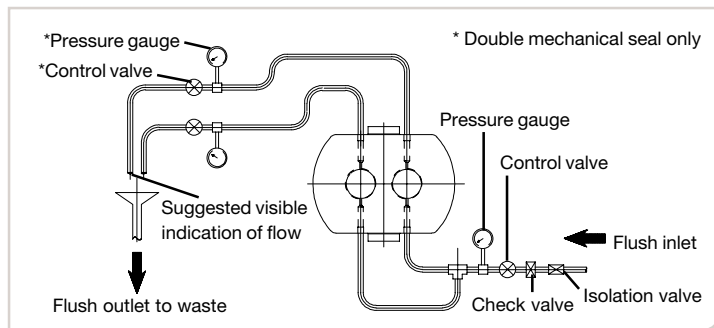 *Pressure gauge
*Control valve
* Double mechanical seal only
Pressure gauge
Control valve
Suggested visible
indication of flow
Flush inlet
Flush outlet to waste
Check valve
Isolation valve